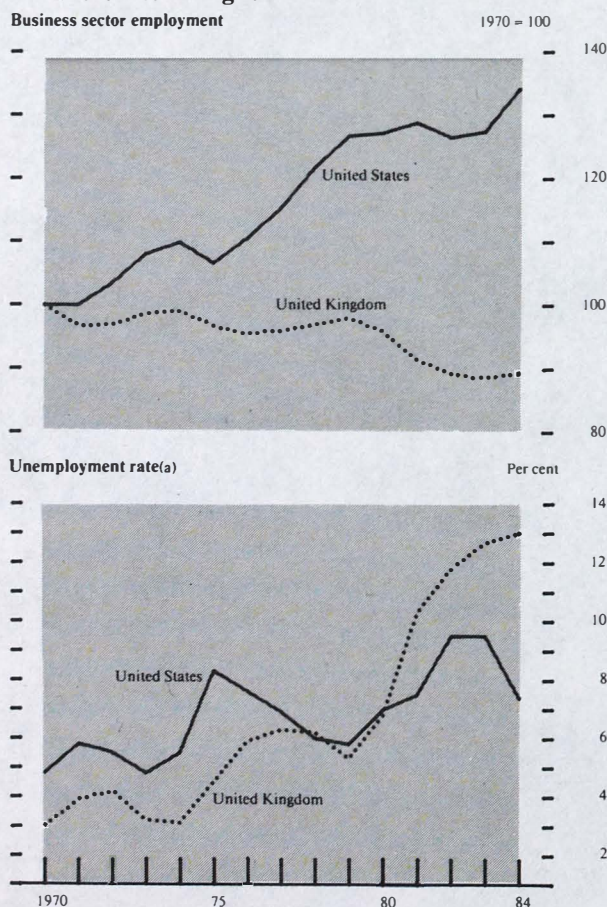 Business sector employment 1970 = 100
140
United States
120
United Kingdom
100
80
Unemployment rate(a) Per cent
14
12
10
United States
8
6
United Kingdom
4
2
1970 75 80 84